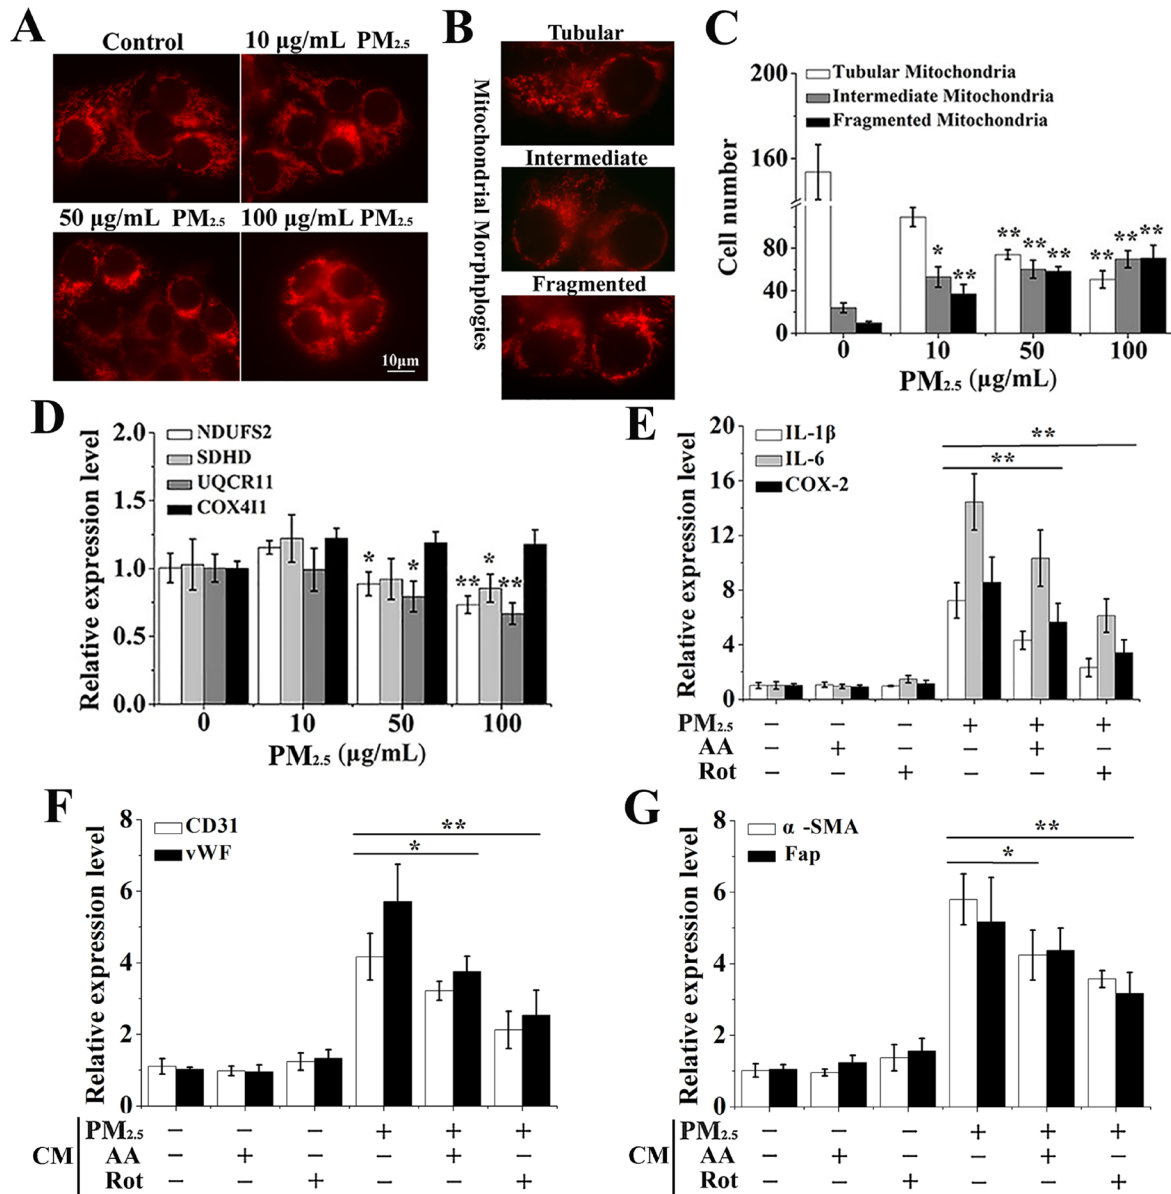 A
Control
10 μg/mL PM2.5
50 μg/mL PM2.5
100 μg/mL PM2.5
10μm
B
Mitochondrial Morphplogies
Tubular
Intermediate
Fragmented
C
Cell number
200
160
80
40
0
Tubular Mitochondria
Intermediate Mitochondria
Fragmented Mitochondria
* ** ** ** ** ** ** **
0 10 50 100
PM2.5 (μg/mL)
D
Relative expression level
2.0
1.5
1.0
0.5
0.0
NDUFS2
SDHD
UQCR11
COX4I1
* * ** * **
0 10 50 100
PM2.5 (μg/mL)
E
Relative expression level
20
16
12
8
4
0
IL-1β
IL-6
COX-2
**
**
PM2.5 − − − + + +
AA − + − − + −
Rot − − + − − +
F
Relative expression level
8
6
4
2
0
CD31
vWF
**
*
CM
PM2.5 − − − + + +
AA − + − − + −
Rot − − + − − +
G
Relative expression level
8
6
4
2
0
α -SMA
Fap
**
*
CM
PM2.5 − − − + + +
AA − + − − + −
Rot − − + − − +